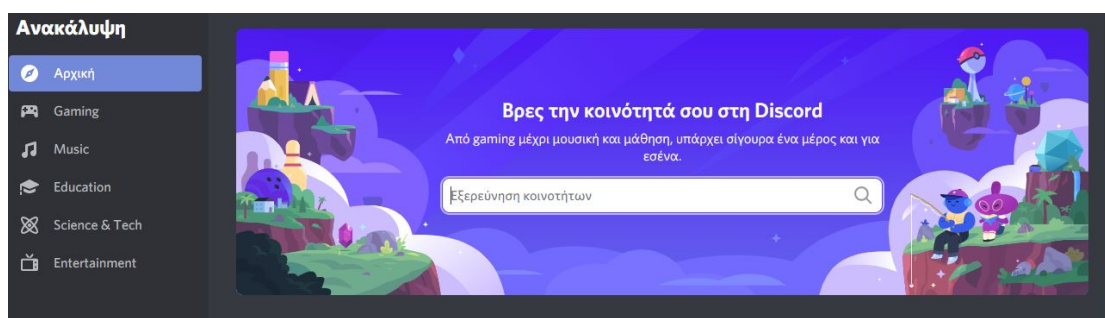 Ανακάλυψη
Αρχική
Gaming
Music
Education
Science & Tech
Entertainment
Βρες την κοινότητά σου στη Discord
Από gaming μέχρι μουσική και μάθηση, υπάρχει σίγουρα ένα μέρος και για
εσένα.
Εξερεύνηση κοινοτήτων